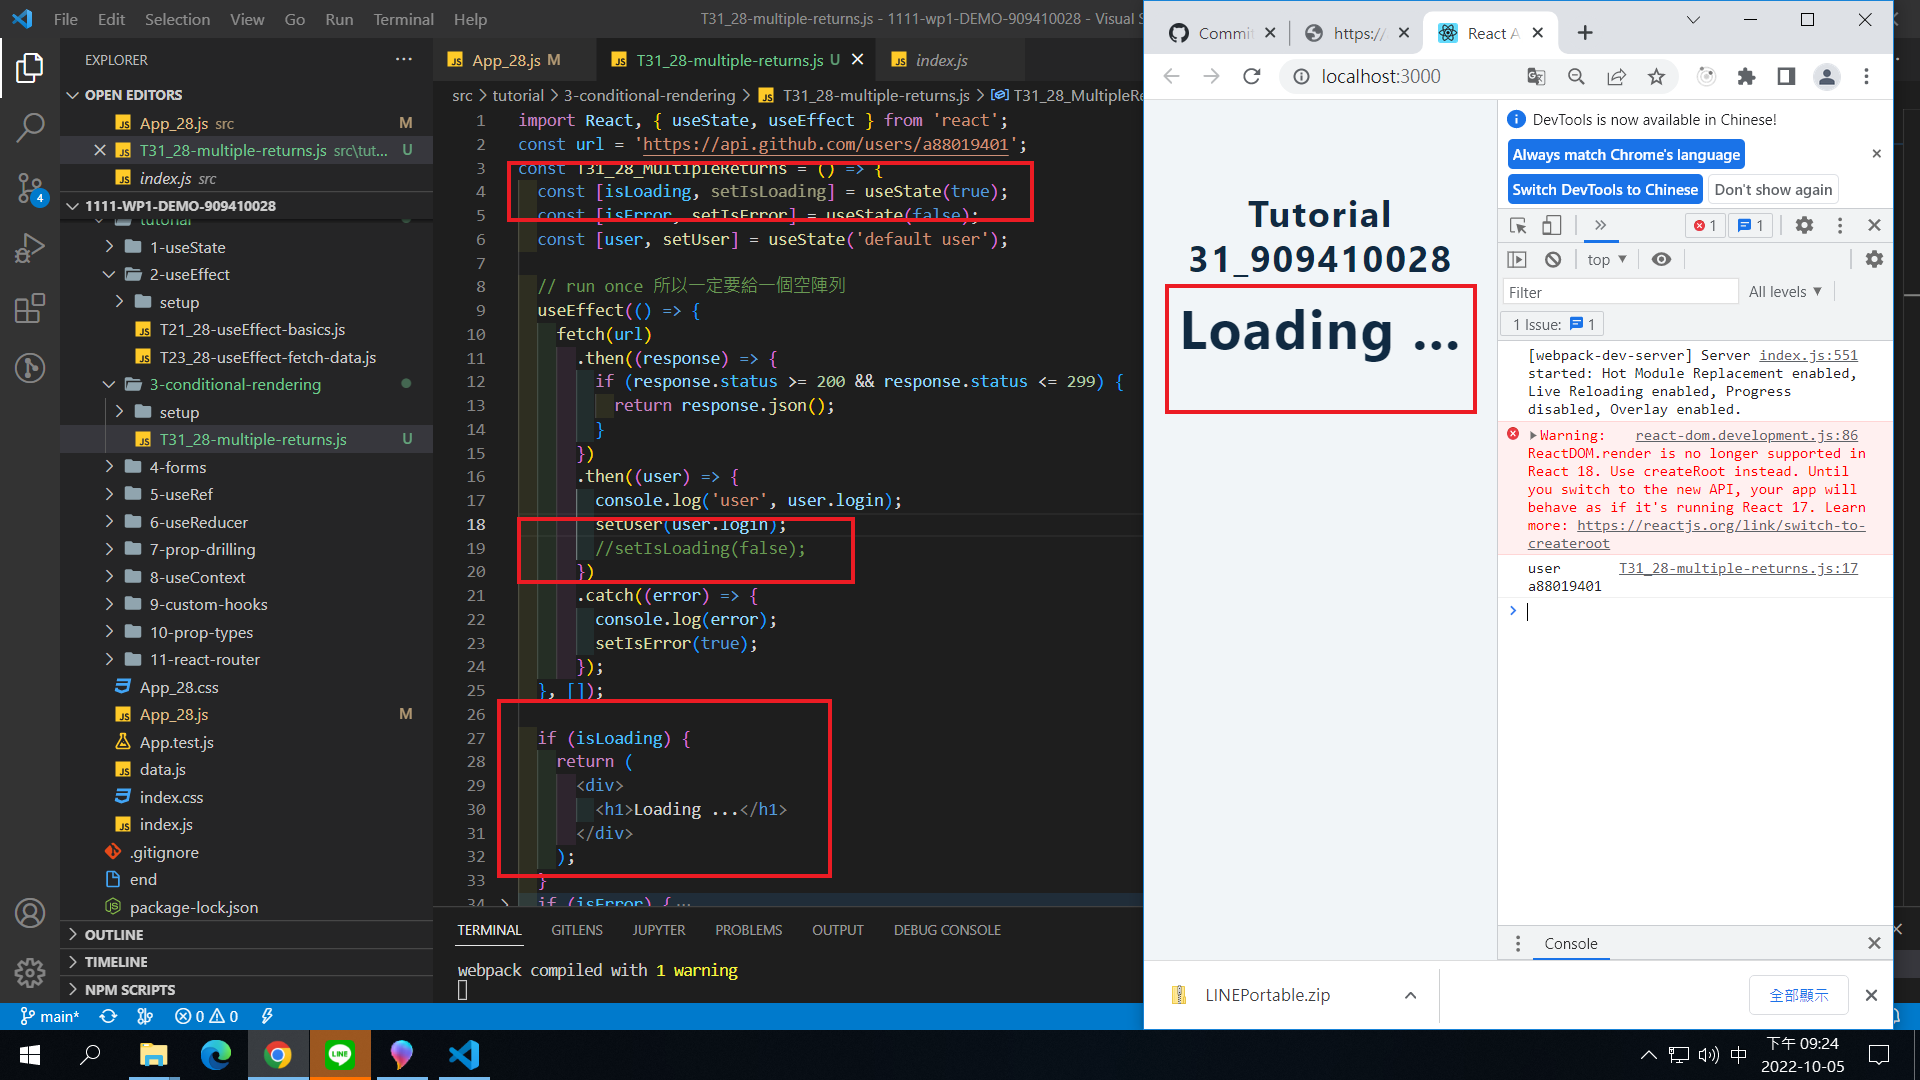 File Edit Selection View Go Run Terminal Help
T31_28-multiple-returns.js - 1111-wp1-DEMO-909410028 - Visual S
EXPLORER
OPEN EDITORS
App_28.js src M
T31_28-multiple-returns.js src\tut... U
index.js src
1111-WP1-DEMO-909410028
tutorial
1-useState
2-useEffect
setup
T21_28-useEffect-basics.js
T23_28-useEffect-fetch-data.js
3-conditional-rendering
setup
T31_28-multiple-returns.js U
4-forms
5-useRef
6-useReducer
7-prop-drilling
8-useContext
9-custom-hooks
10-prop-types
11-react-router
App_28.css
App_28.js M
App.test.js
data.js
index.css
index.js
.gitignore
end
package-lock.json
OUTLINE
TIMELINE
NPM SCRIPTS
4
App_28.js M
T31_28-multiple-returns.js U
index.js
src > tutorial > 3-conditional-rendering > T31_28-multiple-returns.js > T31_28_MultipleRe
1 import React, { useState, useEffect } from 'react';
2 const url = 'https://api.github.com/users/a88019401';
3 const T31_28_MultipleReturns = () => {
4 const [isLoading, setIsLoading] = useState(true);
5 const [isError, setIsError] = useState(false);
6 const [user, setUser] = useState('default user');
7
8 // run once 所以一定要給一個空陣列
9 useEffect(() => {
10 fetch(url)
11 .then((response) => {
12 if (response.status >= 200 && response.status <= 299) {
13 return response.json();
14 }
15 })
16 .then((user) => {
17 console.log('user', user.login);
18 setUser(user.login);
19 //setIsLoading(false);
20 })
21 .catch((error) => {
22 console.log(error);
23 setIsError(true);
24 });
25 }, []);
26
27 if (isLoading) {
28 return (
29 <div>
30 <h1>Loading ...</h1>
31 </div>
32 );
33 }
34 if (isError) {...
TERMINAL GITLENS JUPYTER PROBLEMS OUTPUT DEBUG CONSOLE
webpack compiled with 1 warning
main* 0 0
Commi
https://
React A
localhost:3000
Tutorial
31_909410028
Loading ...
DevTools is now available in Chinese!
Always match Chrome's language
Switch DevTools to Chinese
Don't show again
1 1
top
Filter
All levels
1 Issue: 1
[webpack-dev-server] Server index.js:551
started: Hot Module Replacement enabled,
Live Reloading enabled, Progress
disabled, Overlay enabled.
Warning: react-dom.development.js:86
ReactDOM.render is no longer supported in
React 18. Use createRoot instead. Until
you switch to the new API, your app will
behave as if it's running React 17. Learn
more: https://reactjs.org/link/switch-to-
createroot
user T31_28-multiple-returns.js:17
a88019401
Console
LINEPortable.zip
全部顯示
LINE
中
下午 09:24
2022-10-05